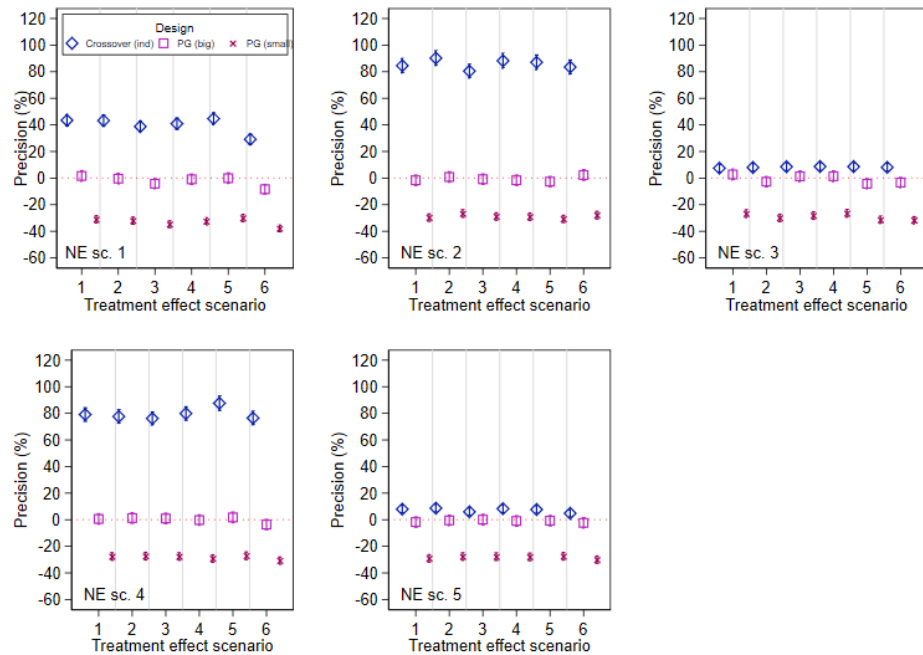 Design
Crossover (ind) PG (big) PG (small)
Precision (%)
120
100
80
60
40
20
0
-20
-40
-60
NE sc. 1
1 2 3 4 5 6
Treatment effect scenario
Precision (%)
120
100
80
60
40
20
0
-20
-40
-60
NE sc. 2
1 2 3 4 5 6
Treatment effect scenario
Precision (%)
120
100
80
60
40
20
0
-20
-40
-60
NE sc. 3
1 2 3 4 5 6
Treatment effect scenario
Precision (%)
120
100
80
60
40
20
0
-20
-40
-60
NE sc. 4
1 2 3 4 5 6
Treatment effect scenario
Precision (%)
120
100
80
60
40
20
0
-20
-40
-60
NE sc. 5
1 2 3 4 5 6
Treatment effect scenario